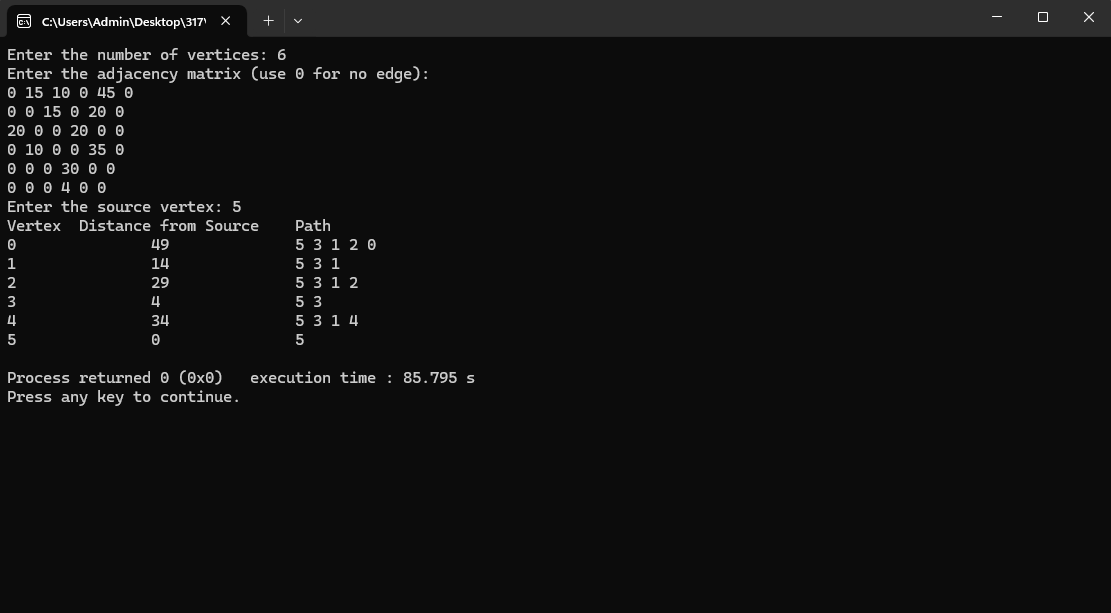 C:\Users\Admin\Desktop\317\
Enter the number of vertices: 6
Enter the adjacency matrix (use 0 for no edge):
0 15 10 0 45 0
0 0 15 0 20 0
20 0 0 20 0 0
0 10 0 0 35 0
0 0 0 30 0 0
0 0 0 4 0 0
Enter the source vertex: 5
Vertex  Distance from Source    Path
0               49              5 3 1 2 0
1               14              5 3 1
2               29              5 3 1 2
3               4               5 3
4               34              5 3 1 4
5               0               5
Process returned 0 (0x0)   execution time : 85.795 s
Press any key to continue.